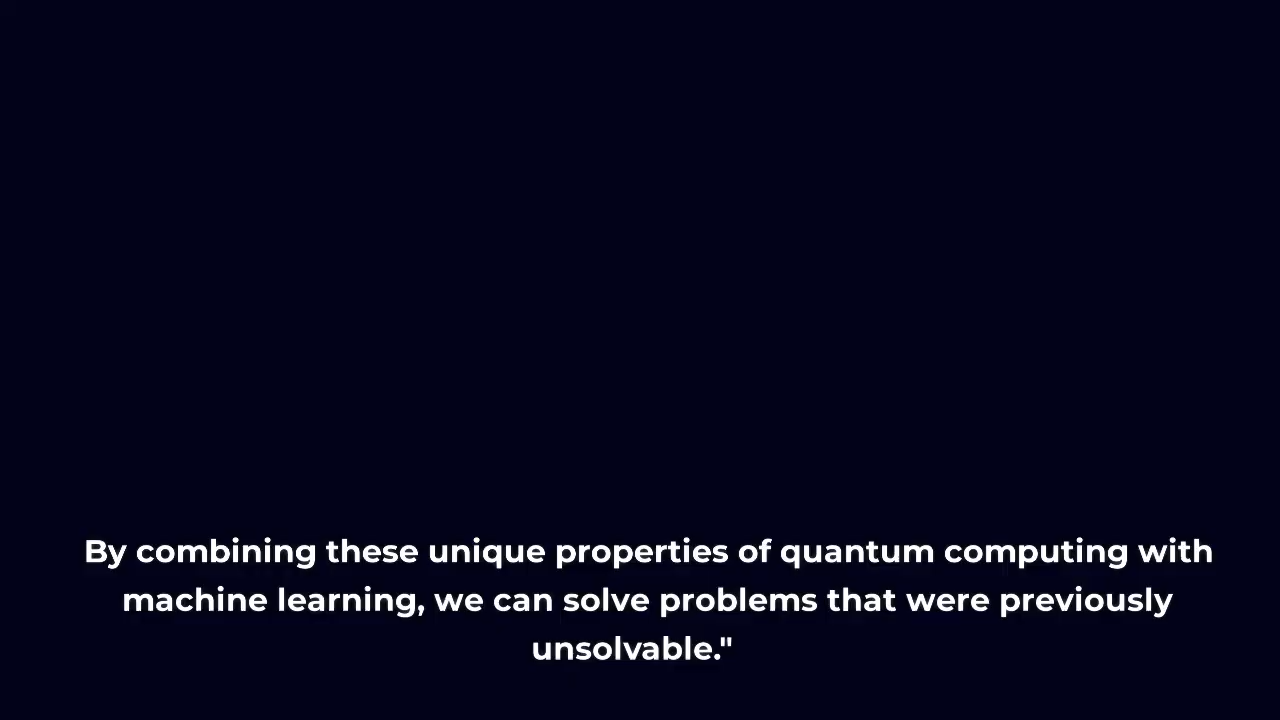 By combining these unique properties of quantum computing with
machine learning, we can solve problems that were previously
unsolvable."